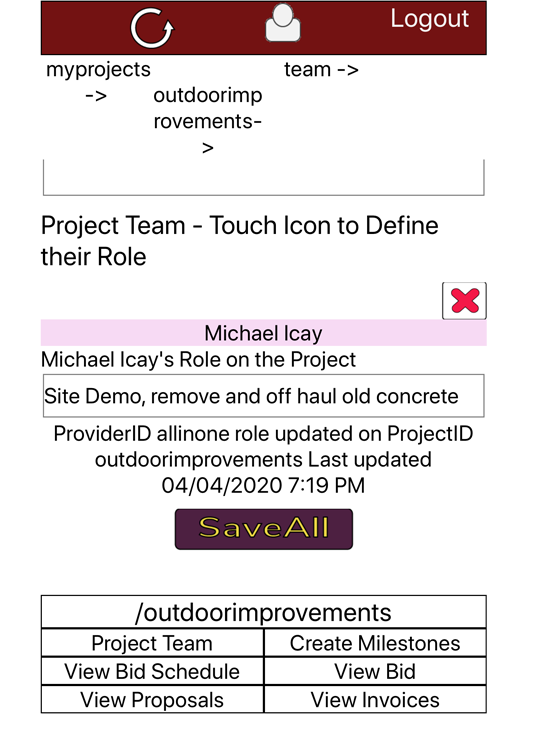 Logout
myprojects
->
outdoorimp
rovements-
>
team ->
Project Team - Touch Icon to Define
their Role
Michael Icay
Michael Icay's Role on the Project
Site Demo, remove and off haul old concrete
ProviderID allinone role updated on ProjectID
outdoorimprovements Last updated
04/04/2020 7:19 PM
SaveAll
/outdoorimprovements
Project Team
Create Milestones
View Bid Schedule
View Bid
View Proposals
View Invoices